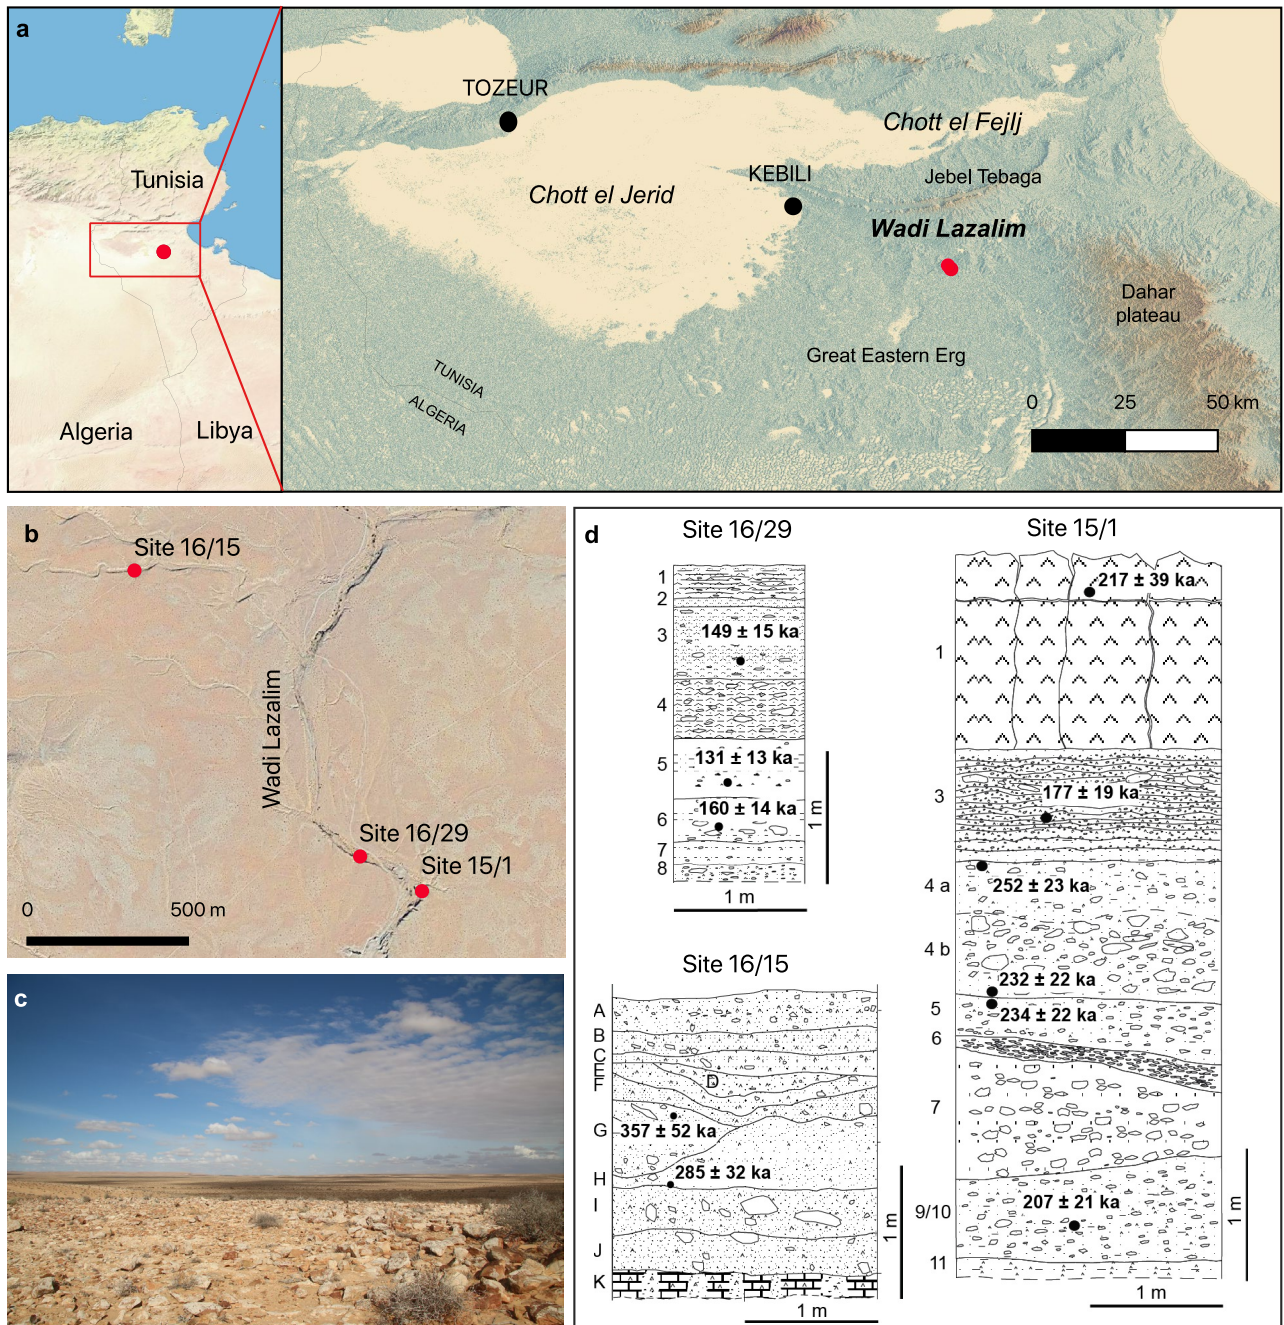 a
Tunisia
Algeria
Libya
TOZEUR
Chott el Fejlj
KEBILI
Jebel Tebaga
Chott el Jerid
Wadi Lazalim
Dahar
plateau
Great Eastern Erg
TUNISIA
ALGERIA
0 25 50 km
b
Site 16/15
Wadi Lazalim
Site 16/29
Site 15/1
0 500 m
c
d
Site 16/29
1
2
3
149 ± 15 ka
4
5
131 ± 13 ka
6
160 ± 14 ka
7
8
1 m
1 m
Site 16/15
A
B
C
E
F
D
G
357 ± 52 ka
H
285 ± 32 ka
I
J
K
1 m
1 m
Site 15/1
217 ± 39 ka
1
3
177 ± 19 ka
4 a
252 ± 23 ka
4 b
232 ± 22 ka
5
234 ± 22 ka
6
7
9/10
207 ± 21 ka
11
1 m
1 m